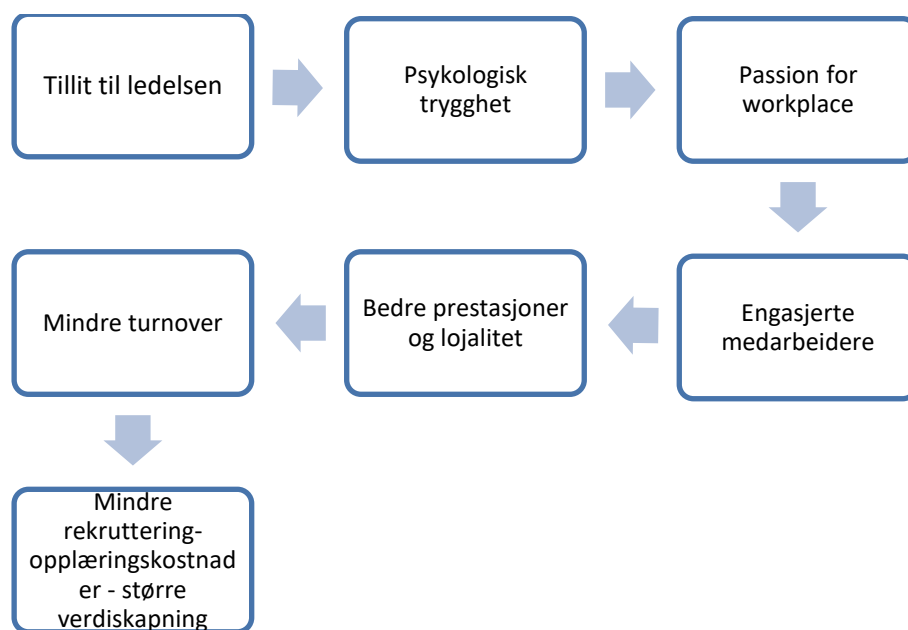 Tillit til ledelsen
Psykologisk
trygghet
Passion for
workplace
Engasjerte
medarbeidere
Bedre prestasjoner
og lojalitet
Mindre turnover
Mindre
rekruttering-
opplæringskostnad
er - større
verdiskapning